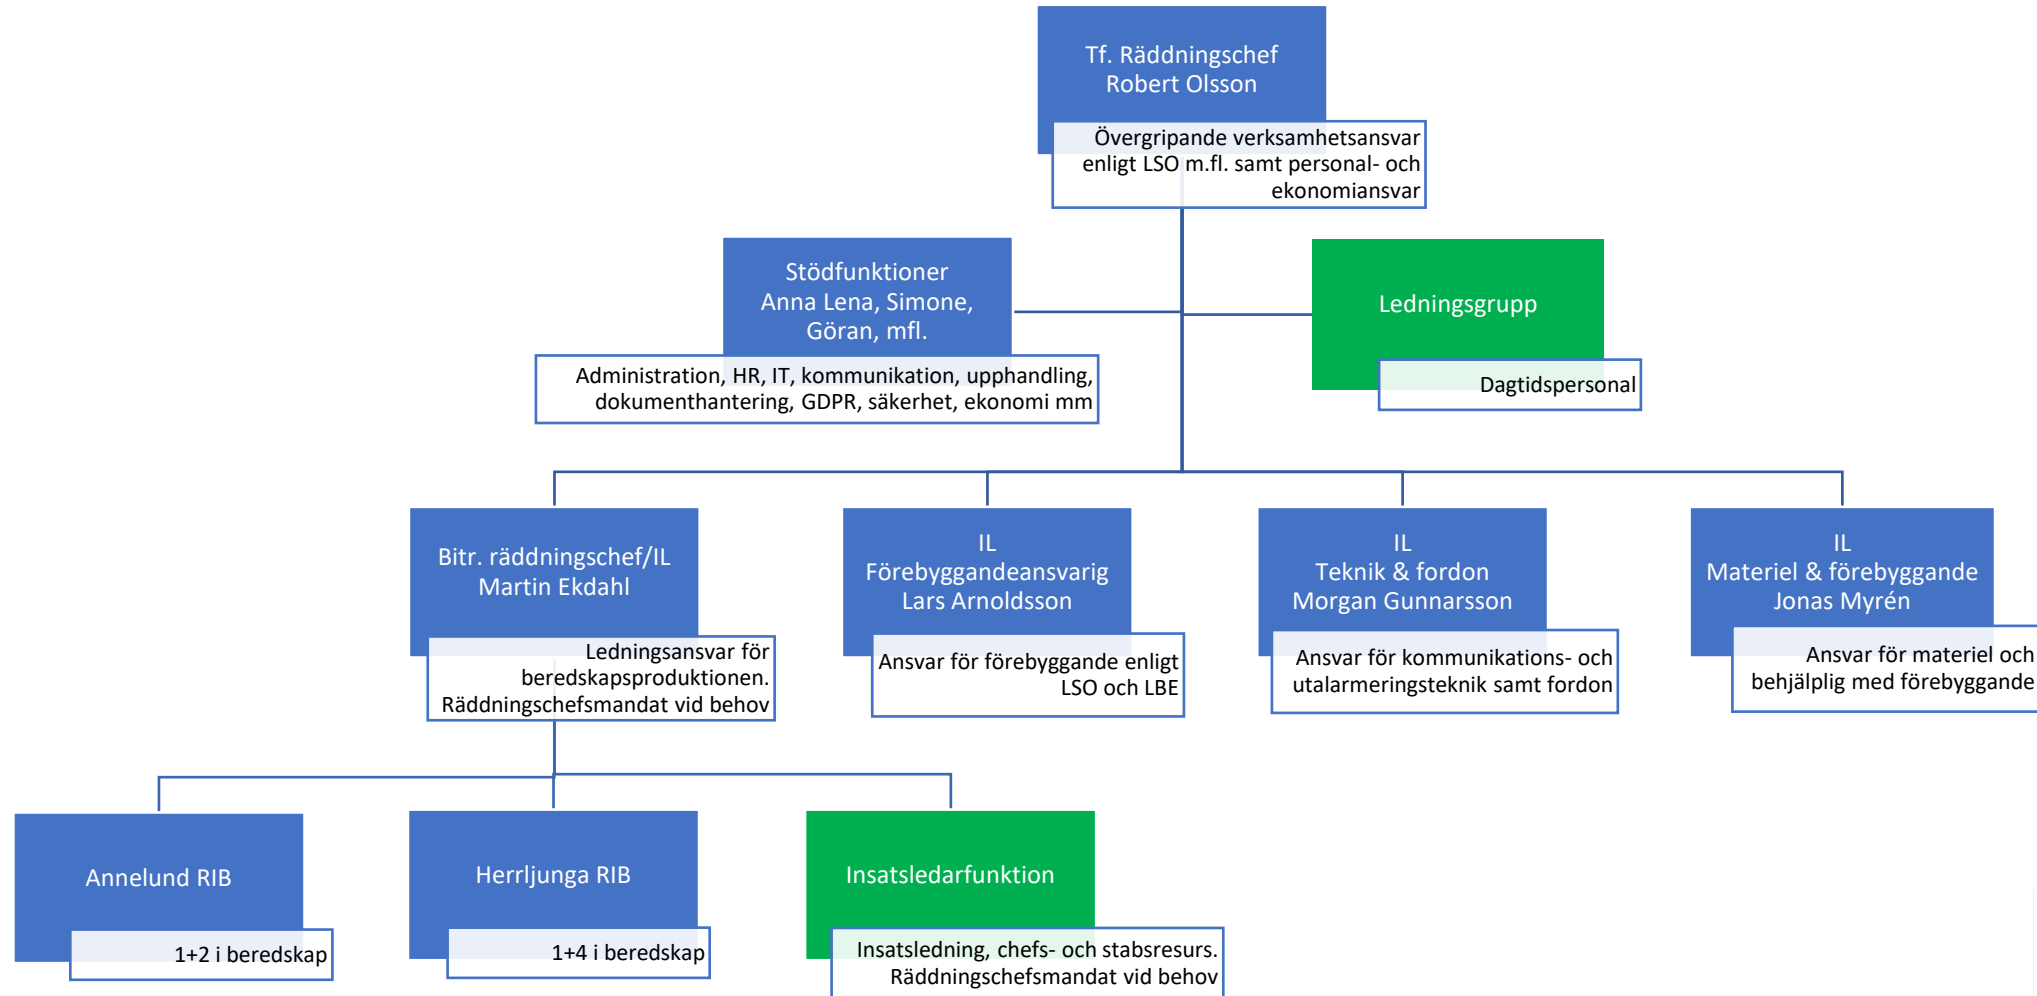 Tf. Räddningschef
Robert Olsson
Övergripande verksamhetsansvar
enligt LSO m.fl. samt personal- och
ekonomiansvar
Stödfunktioner
Anna Lena, Simone,
Göran, mfl.
Administration, HR, IT, kommunikation, upphandling,
dokumenthantering, GDPR, säkerhet, ekonomi mm
Ledningsgrupp
Dagtidspersonal
Bitr. räddningschef/IL
Martin Ekdahl
Ledningsansvar för
beredskapsproduktionen.
Räddningschefsmandat vid behov
IL
Förebyggandeansvarig
Lars Arnoldsson
Ansvar för förebyggande enligt
LSO och LBE
IL
Teknik & fordon
Morgan Gunnarsson
Ansvar för kommunikations- och
utalarmeringsteknik samt fordon
IL
Materiel & förebyggande
Jonas Myrén
Ansvar för materiel och
behjälplig med förebyggande
Annelund RIB
1+2 i beredskap
Herrljunga RIB
1+4 i beredskap
Insatsledarfunktion
Insatsledning, chefs- och stabsresurs.
Räddningschefsmandat vid behov